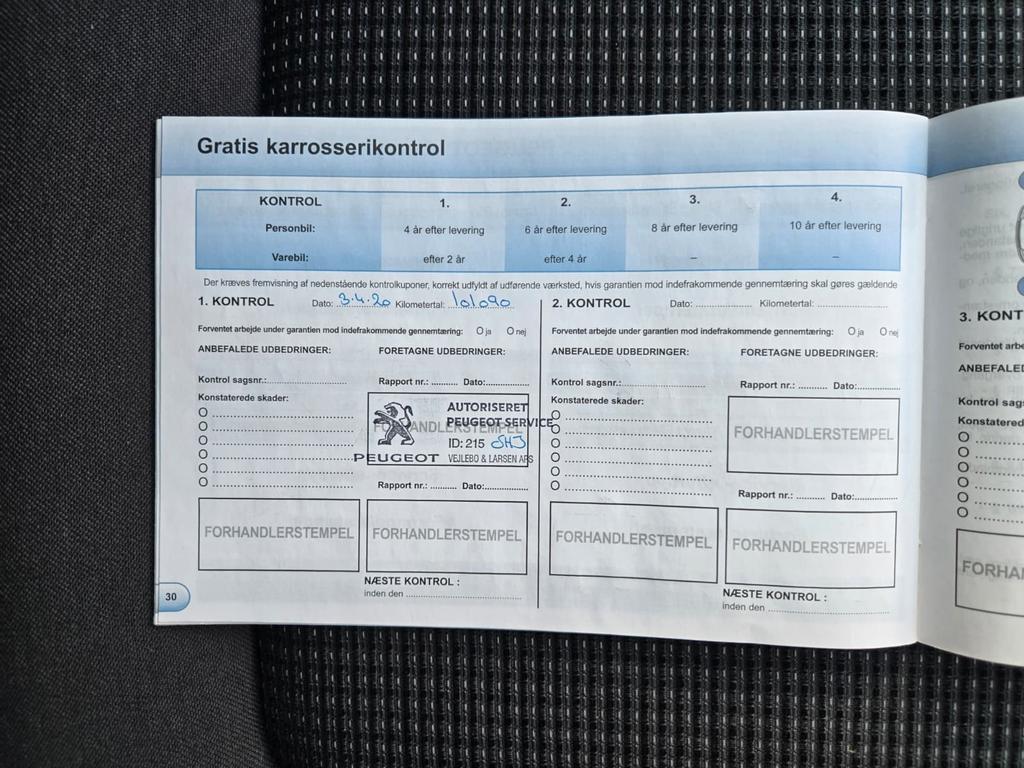 Gratis karrosserikontrol
KONTROL 1. 2. 3. 4.
Personbil: 4 år efter levering 6 år efter levering 8 år efter levering 10 år efter levering
Varebil: efter 2 år efter 4 år – –
Der kræves fremvisning af nedenstående kontrolkuponer, korrekt udfyldt af udførende værksted, hvis garantien mod indefrakommende gennemtæring skal gøres gældende
1. KONTROL Dato: 3.4.20 Kilometertal: 101090
Forventet arbejde under garantien mod indefrakommende gennemtæring: O ja O nej
ANBEFALEDE UDBEDRINGER: FORETAGNE UDBEDRINGER:
Kontrol sagsnr.: Rapport nr.: Dato:
Konstaterede skader:
FORHANDLERSTEMPEL
AUTORISERET
PEUGEOT SERVICE
ID: 215 SHJ
PEUGEOT VEJLEBO & LARSEN APS
Rapport nr.: Dato:
FORHANDLERSTEMPEL FORHANDLERSTEMPEL
NÆSTE KONTROL :
inden den
30
2. KONTROL Dato: Kilometertal:
Forventet arbejde under garantien mod indefrakommende gennemtæring: O ja O nej
ANBEFALEDE UDBEDRINGER: FORETAGNE UDBEDRINGER:
Kontrol sagsnr.: Rapport nr.: Dato:
Konstaterede skader:
FORHANDLERSTEMPEL
Rapport nr.: Dato:
FORHANDLERSTEMPEL FORHANDLERSTEMPEL
NÆSTE KONTROL :
inden den
3. KONT
Forventet arbe
ANBEFALED
Kontrol sags
Konstaterede
FORHAN